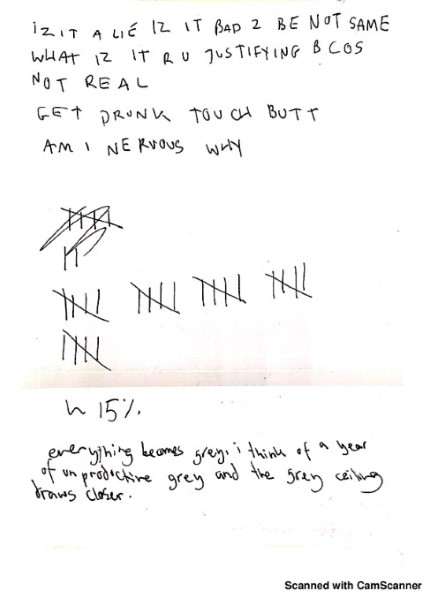 IZ IT A LIE IZ IT BAD 2 BE NOT SAME
WHAT IZ IT R U JUSTIFYING B COS
NOT REAL
GET DRUNK TOUCH BUTT
AM I NERVOUS WHY
15%.
everything becomes grey. i think of a year
of unproductive grey and the grey ceiling
draws closer.
Scanned with CamScanner